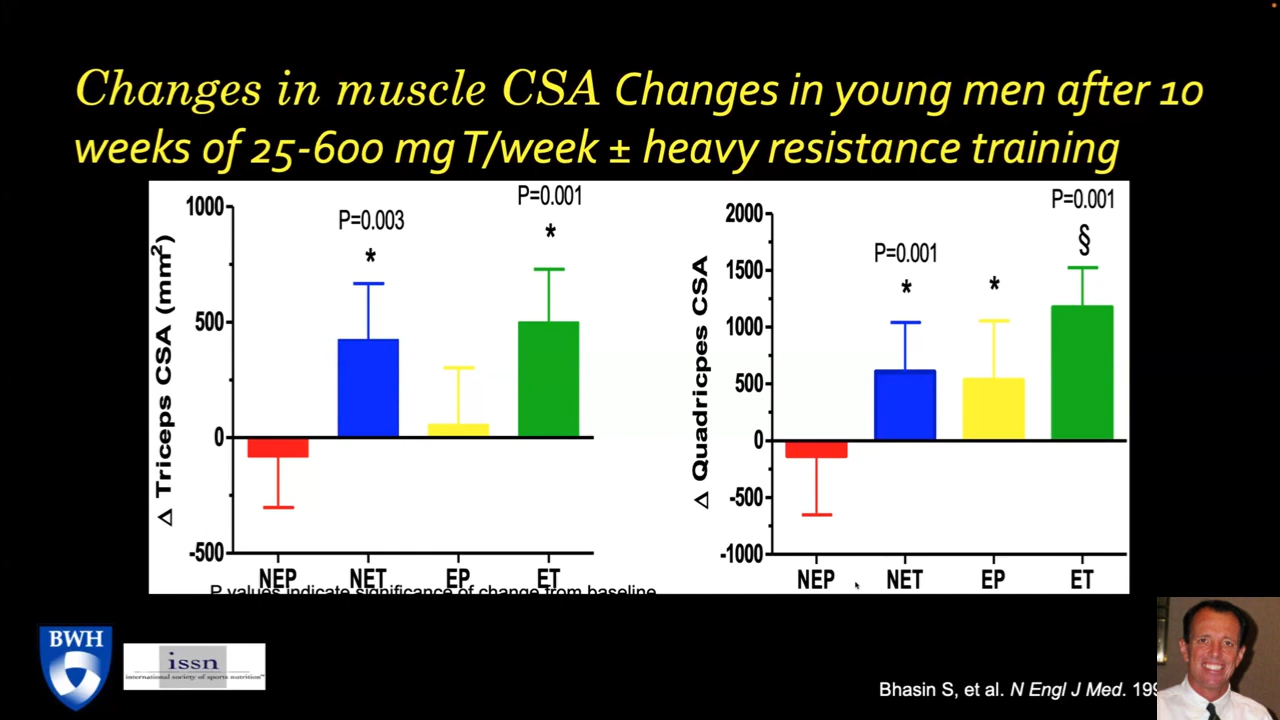 Changes in muscle CSA Changes in young men after 10
weeks of 25-600 mg T/week ± heavy resistance training
Δ Triceps CSA (mm²)
1000
500
0
-500
P=0.003
*
P=0.001
*
NEP NET EP ET
P values indicate significance of change from baseline
Δ Quadricpes CSA
2000
1500
1000
500
0
-500
-1000
P=0.001
*
*
P=0.001
§
NEP NET EP ET
BWH
issn
international society of sports nutrition
Bhasin S, et al. N Engl J Med.